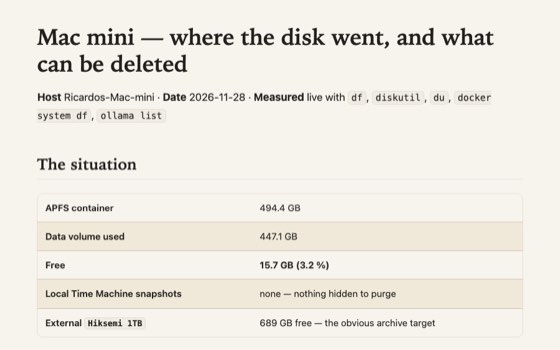 Mac mini — where the disk went, and what
can be deleted
Host Ricardos-Mac-mini · Date 2026-11-28 · Measured live with df, diskutil, du, docker
system df, ollama list
The situation
APFS container 494.4 GB
Data volume used 447.1 GB
Free 15.7 GB (3.2 %)
Local Time Machine snapshots none — nothing hidden to purge
External Hiksemi 1TB 689 GB free — the obvious archive target